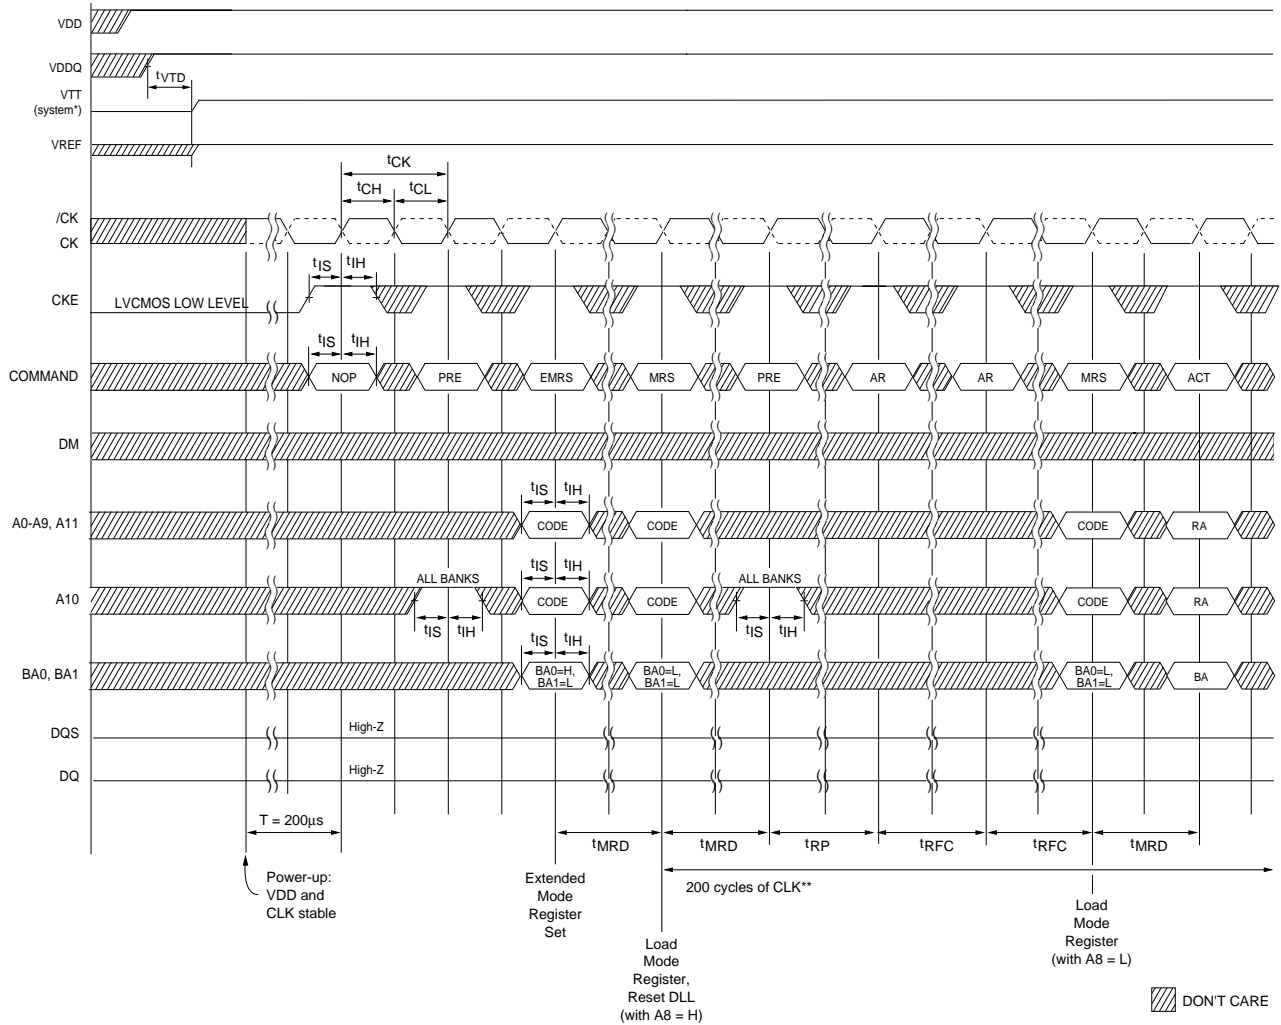 VDD
VDDQ
tVTD
VTT
(system*)
VREF
tCK
tCH tCL
/CK
CK
tIS tIH
CKE LVCMOS LOW LEVEL
tIS tIH
COMMAND NOP PRE EMRS MRS PRE AR AR MRS ACT
DM
tIS tIH
A0-A9, A11 CODE CODE CODE RA
tIS tIH
ALL BANKS ALL BANKS
A10 CODE CODE CODE RA
tIS tIH tIS tIH
tIS tIH
BA0, BA1 BA0=H, BA0=L, BA0=L, BA
BA1=L BA1=L BA1=L
DQS High-Z
DQ High-Z
T = 200µs
tMRD tMRD tRP tRFC tRFC tMRD
Power-up:
VDD and
CLK stable
Extended
Mode
Register
Set
200 cycles of CLK**
Load
Mode
Register,
Reset DLL
(with A8 = H)
Load
Mode
Register
(with A8 = L)
DON'T CARE